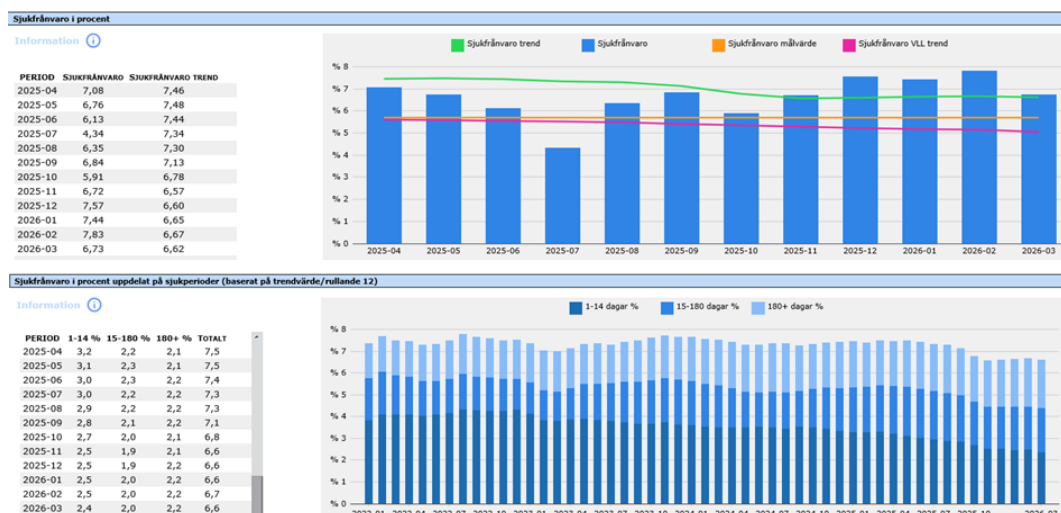 Sjukfrånvaro i procent
Information i
Sjukfrånvaro trend Sjukfrånvaro Sjukfrånvaro målvärde Sjukfrånvaro VLL trend
PERIOD SJUKFRÅNVARO SJUKFRÅNVARO TREND
2025-04 7,08 7,46
2025-05 6,76 7,48
2025-06 6,13 7,44
2025-07 4,34 7,34
2025-08 6,35 7,30
2025-09 6,84 7,13
2025-10 5,91 6,78
2025-11 6,72 6,57
2025-12 7,57 6,60
2026-01 7,44 6,65
2026-02 7,83 6,67
2026-03 6,73 6,62
% 8
% 7
% 6
% 5
% 4
% 3
% 2
% 1
% 0
2025-04 2025-05 2025-06 2025-07 2025-08 2025-09 2025-10 2025-11 2025-12 2026-01 2026-02 2026-03
Sjukfrånvaro i procent uppdelat på sjukperioder (baserat på trendvärde/rullande 12)
Information i
1-14 dagar % 15-180 dagar % 180+ dagar %
PERIOD 1-14 % 15-180 % 180+ % TOTALT
2025-04 3,2 2,2 2,1 7,5
2025-05 3,1 2,3 2,1 7,5
2025-06 3,0 2,3 2,2 7,4
2025-07 3,0 2,2 2,2 7,3
2025-08 2,9 2,2 2,2 7,3
2025-09 2,8 2,1 2,2 7,1
2025-10 2,7 2,0 2,1 6,8
2025-11 2,5 1,9 2,1 6,6
2025-12 2,5 1,9 2,2 6,6
2026-01 2,5 2,0 2,2 6,6
2026-02 2,5 2,0 2,2 6,7
2026-03 2,4 2,0 2,2 6,6
% 8
% 7
% 6
% 5
% 4
% 3
% 2
% 1
% 0